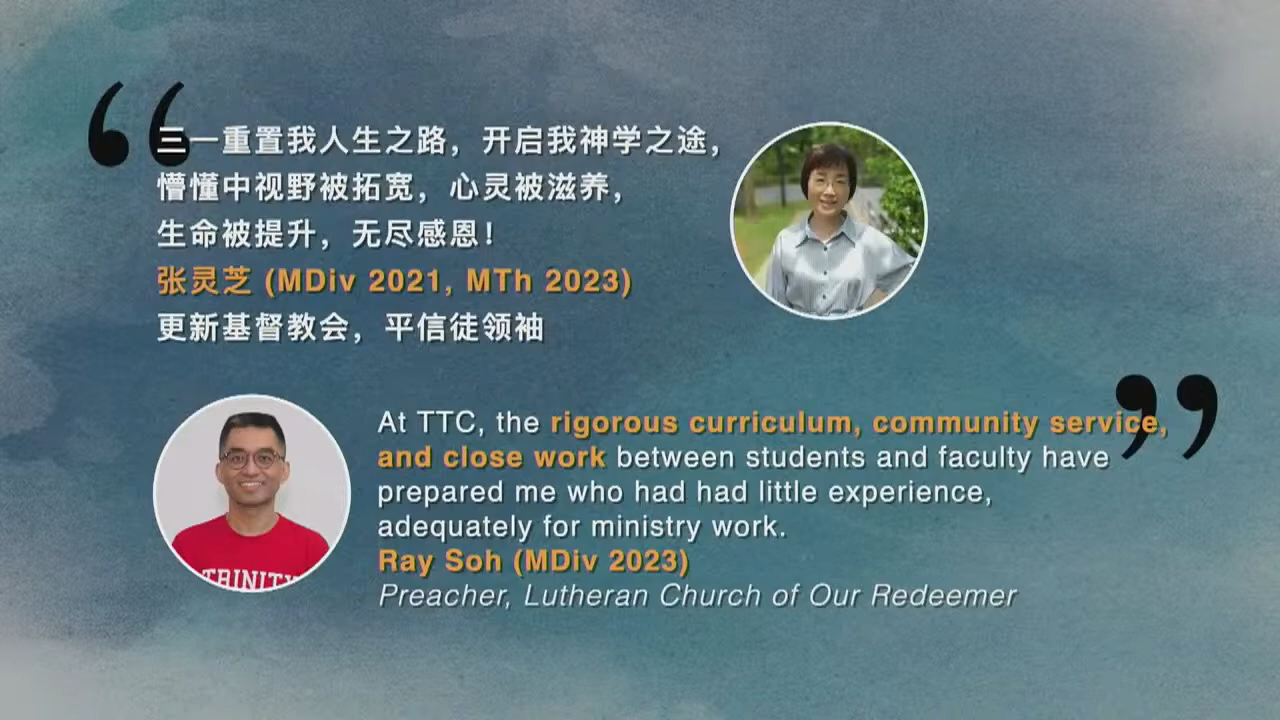 三一重置我人生之路，开启我神学之途，
懵懂中视野被拓宽，心灵被滋养，
生命被提升，无尽感恩！
张灵芝 (MDiv 2021, MTh 2023)
更新基督教会，平信徒领袖
At TTC, the rigorous curriculum, community service,
and close work between students and faculty have
prepared me who had had little experience,
adequately for ministry work.
Ray Soh (MDiv 2023)
Preacher, Lutheran Church of Our Redeemer
TRINITY